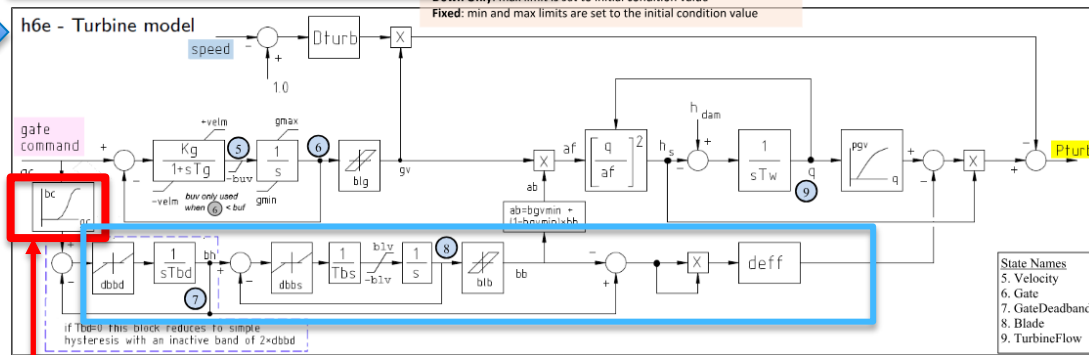 Fixed: min and max limits are set to the initial condition value
h6e - Turbine model
speed
-
+
1.0
Dturb
X
-
+
Pturb
gate
command
+
-
+velm
Kg
1+sTg
-velm
5
-buv
buv only used
when 6 < buf
gmax
1
s
gmin
6
blg
gv
X
af
ab
ab=bgvmin +
q
af
2
h
s
h
dam
-
+
1
sTw
q
9
pgv
q
+
-
X
bc
+
-
dbbd
1
sTbd
bh
7
+
-
dbbs
1
Tbs
blv
-blv
1
s
8
blb
bb
-
+
X
deff
if Tbd=0 this block reduces to simple
hysteresis with an inactive band of 2×dbbd
State Names
5. Velocity
6. Gate
7. GateDeadband
8. Blade
9. TurbineFlow